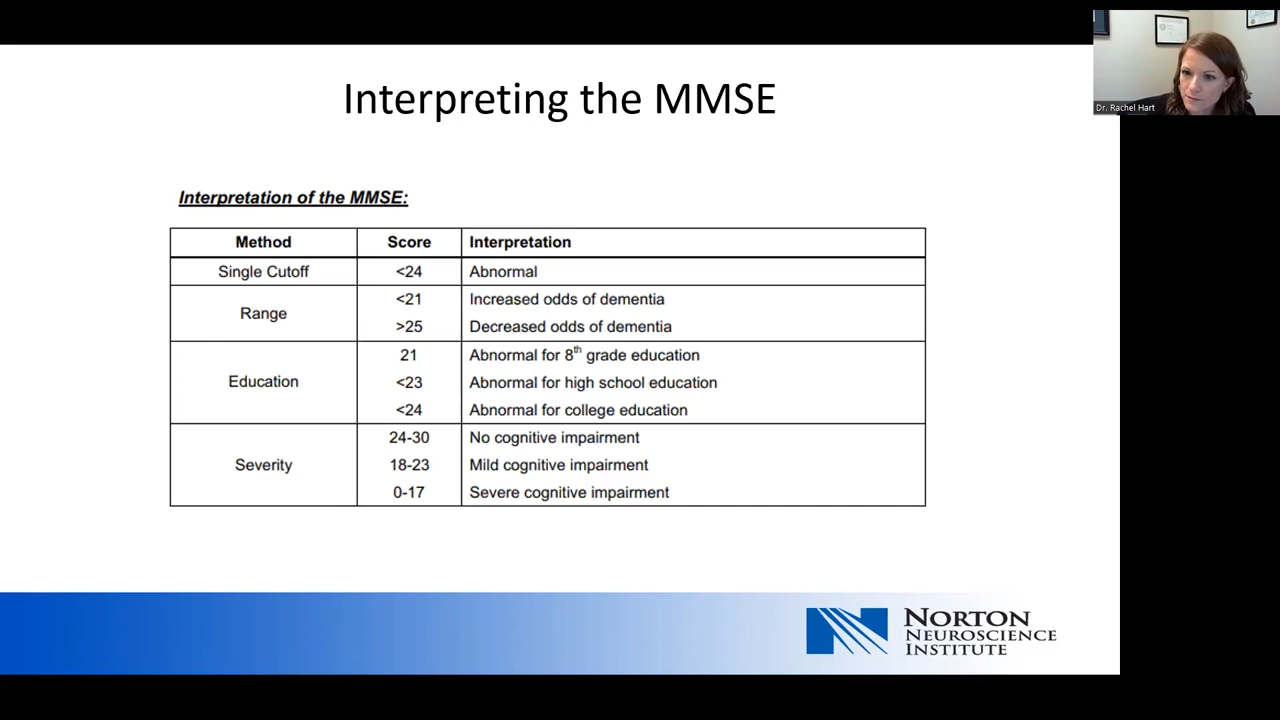 Interpreting the MMSE
Dr. Rachel Hart
Interpretation of the MMSE:
Method Score Interpretation
Single Cutoff <24 Abnormal
Range <21 Increased odds of dementia
>25 Decreased odds of dementia
Education 21 Abnormal for 8th grade education
<23 Abnormal for high school education
<24 Abnormal for college education
Severity 24-30 No cognitive impairment
18-23 Mild cognitive impairment
0-17 Severe cognitive impairment
NORTON
NEUROSCIENCE
INSTITUTE